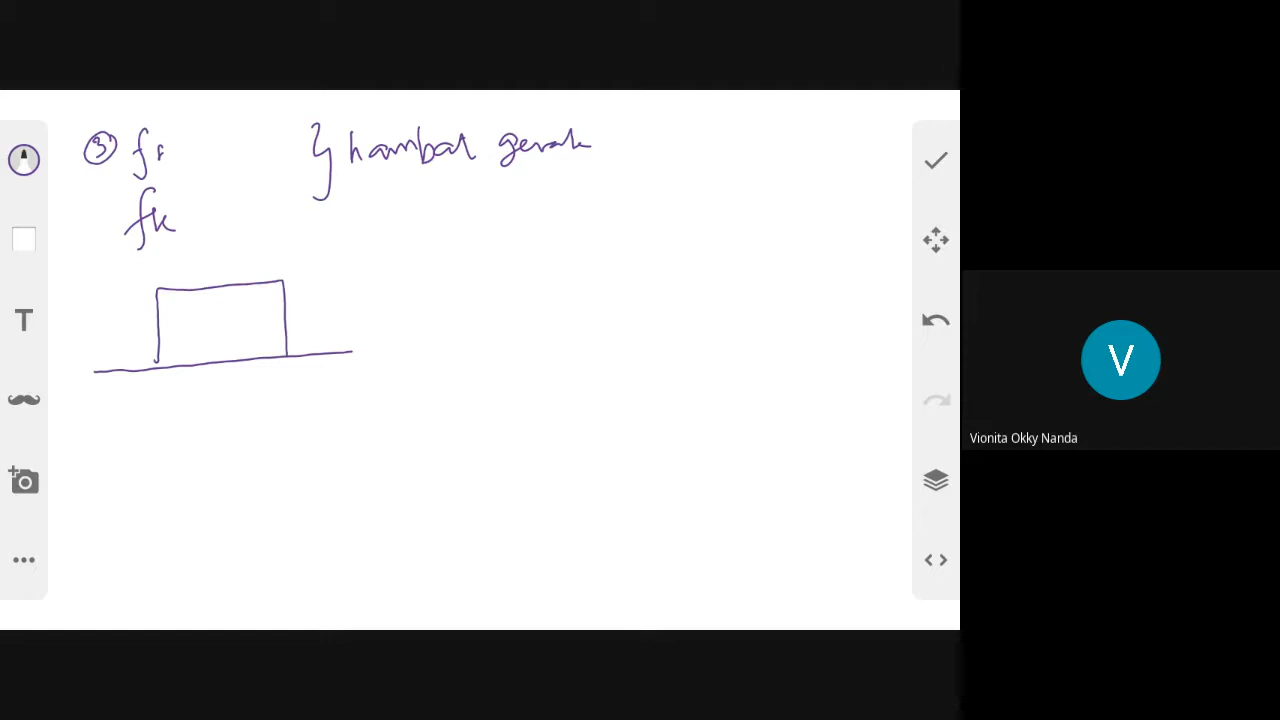 ③ fs } hambat gerak
fk
T
V
Vionita Okky Nanda